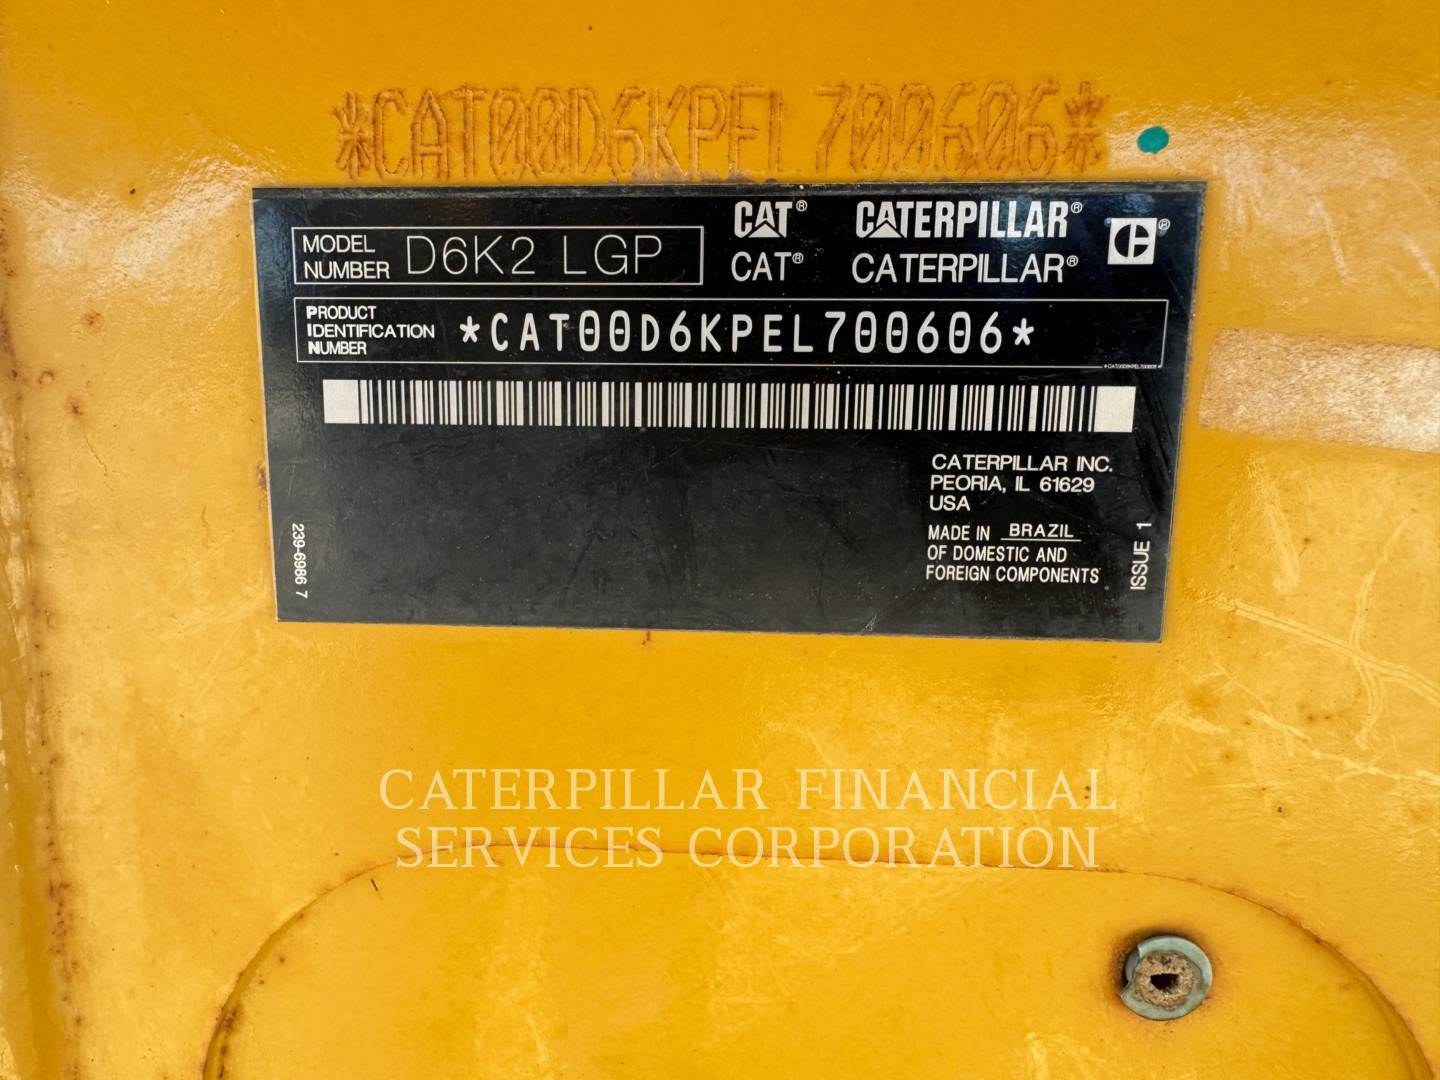 *CAT00D6KPEL700606*
MODEL NUMBER D6K2 LGP
CAT® CATERPILLAR® ®
CAT® CATERPILLAR®
PRODUCT IDENTIFICATION NUMBER *CAT00D6KPEL700606*
*CAT00D6KPEL700606*
CATERPILLAR INC.
PEORIA, IL 61629
USA
MADE IN BRAZIL
OF DOMESTIC AND
FOREIGN COMPONENTS
239-6986 7
ISSUE 1
CATERPILLAR FINANCIAL
SERVICES CORPORATION